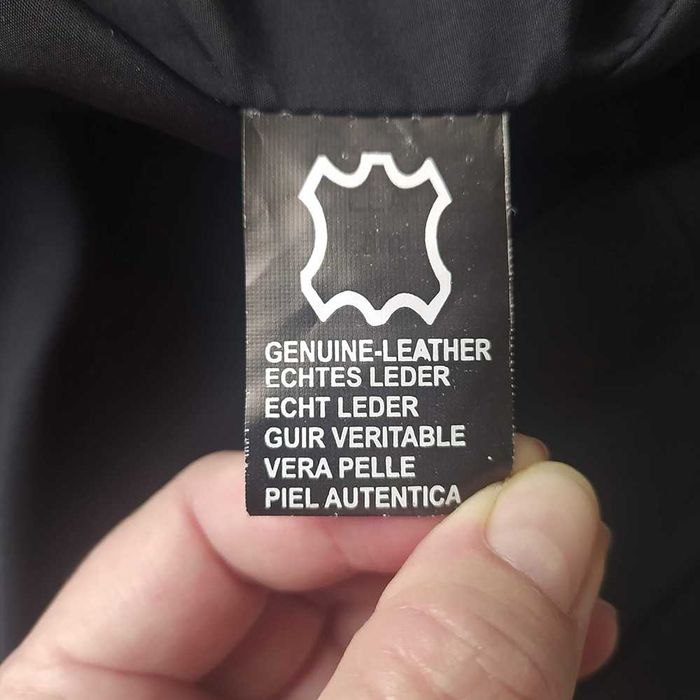 GENUINE-LEATHER
ECHTES LEDER
ECHT LEDER
GUIR VERITABLE
VERA PELLE
PIEL AUTENTICA